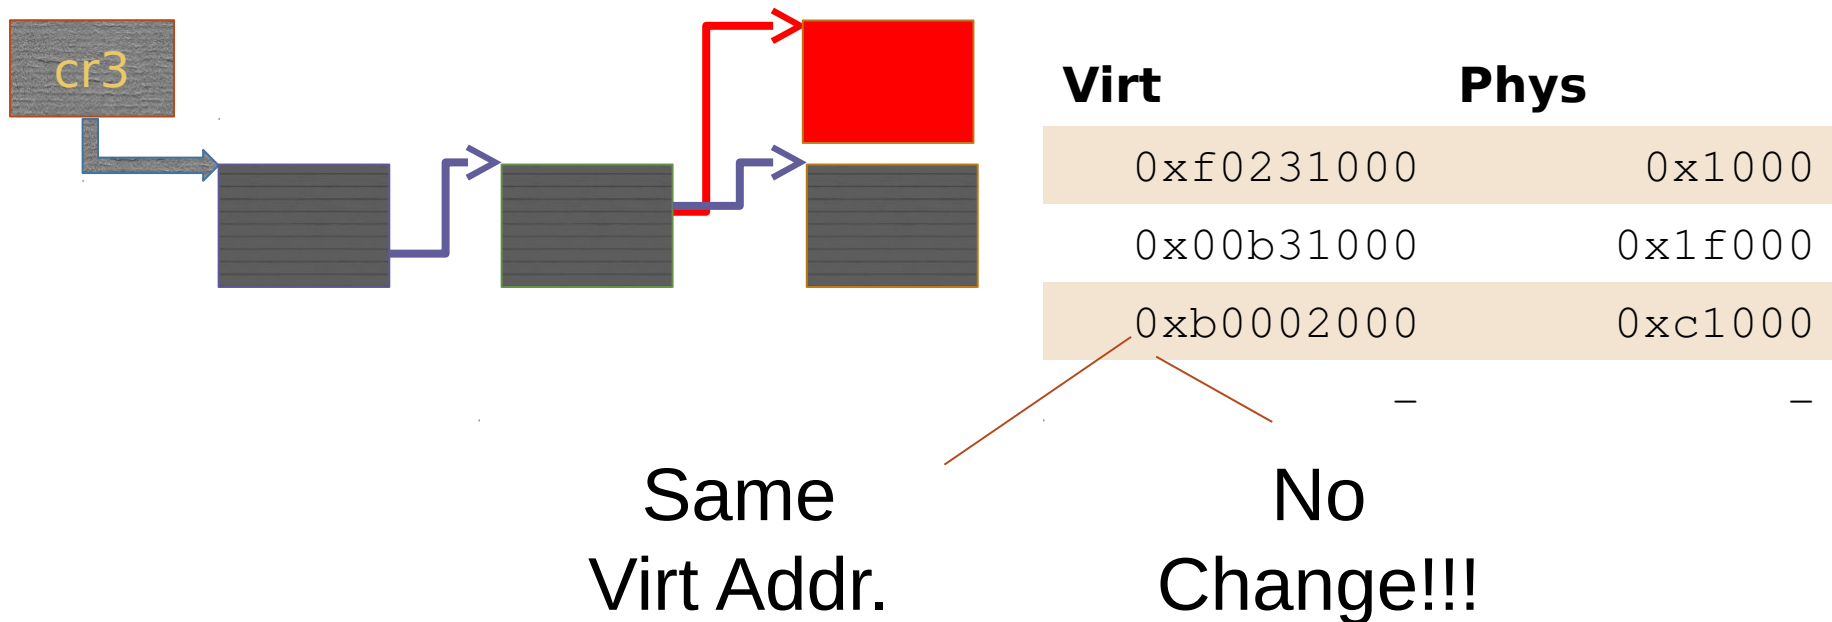 cr3
Virt Phys
0xf0231000 0x1000
0x00b31000 0x1f000
0xb0002000 0xc1000
– –
Same
Virt Addr.
No
Change!!!